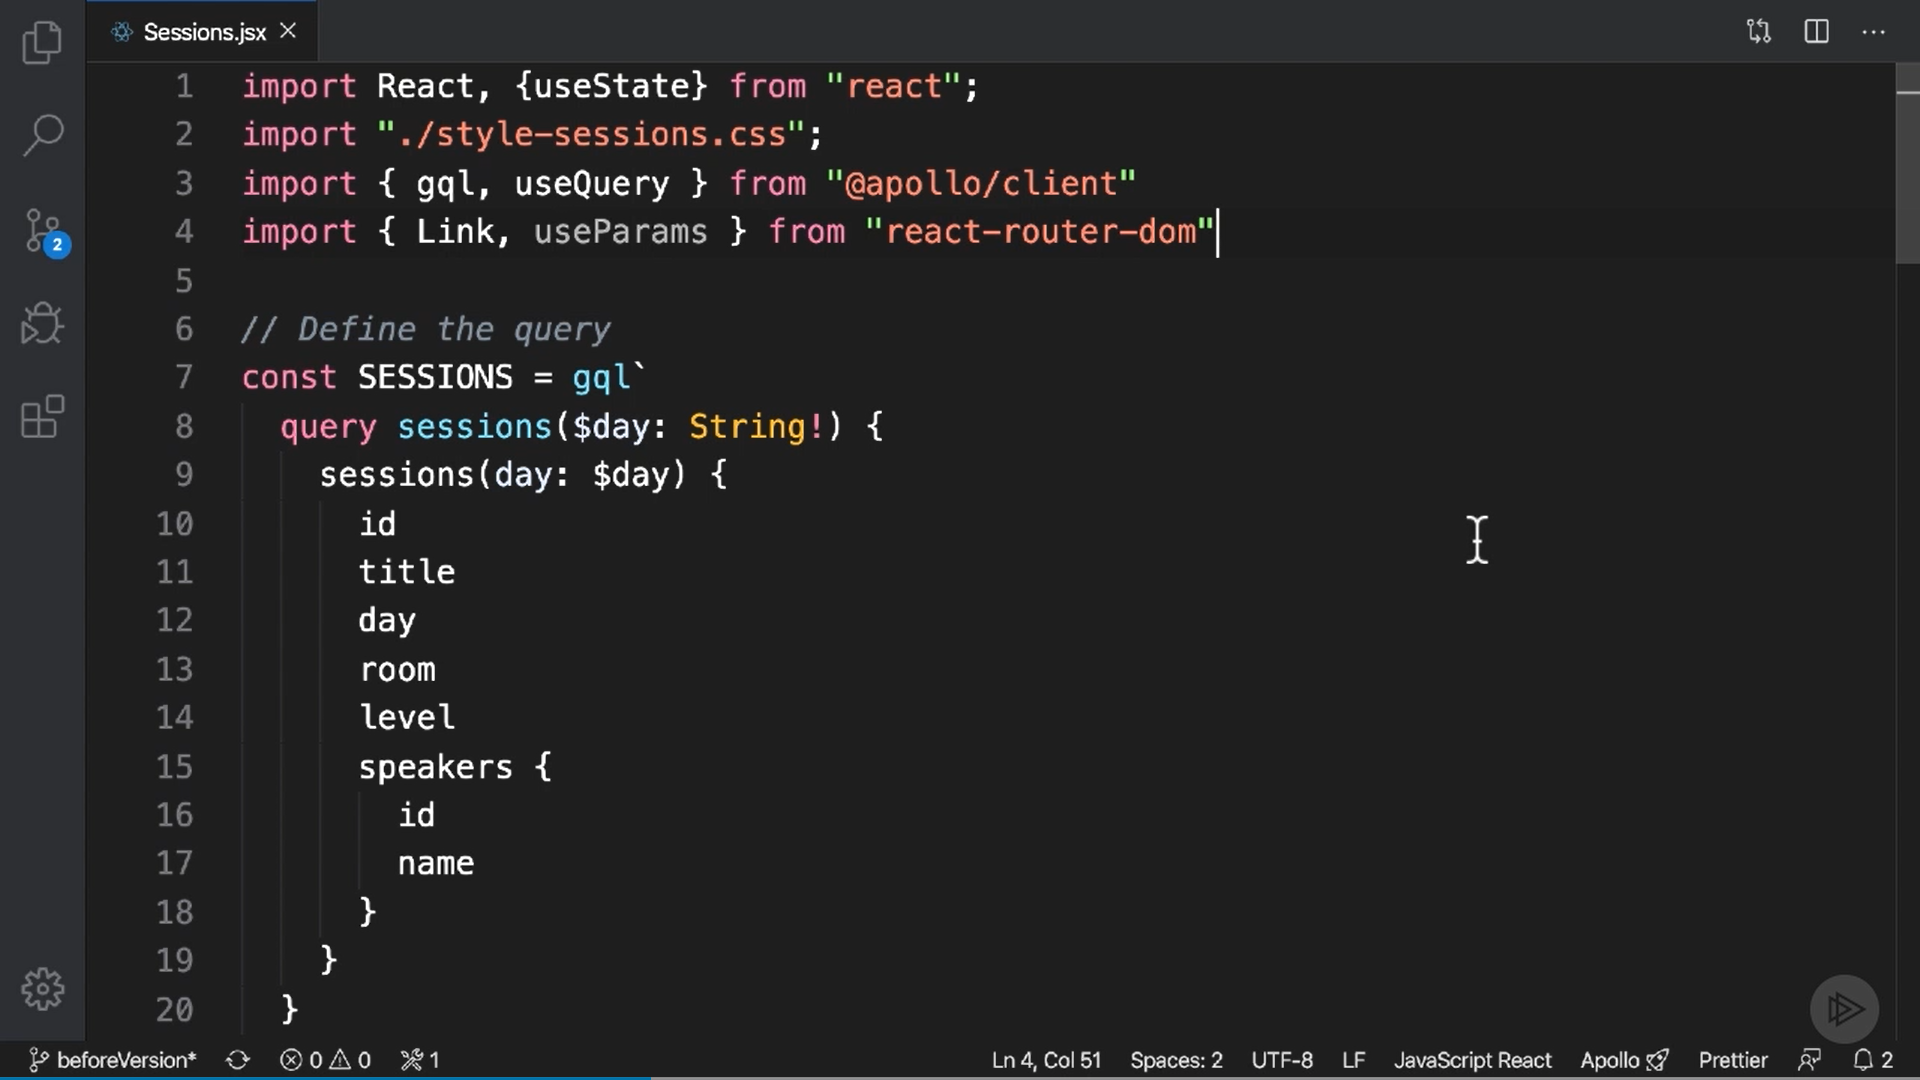 Sessions.jsx
1 import React, {useState} from "react";
2 import "./style-sessions.css";
3 import { gql, useQuery } from "@apollo/client"
4 import { Link, useParams } from "react-router-dom"
5
6 // Define the query
7 const SESSIONS = gql`
8 query sessions($day: String!) {
9 sessions(day: $day) {
10 id
11 title
12 day
13 room
14 level
15 speakers {
16 id
17 name
18 }
19 }
20 }
2
beforeVersion* 0 0 1 Ln 4, Col 51 Spaces: 2 UTF-8 LF JavaScript React Apollo Prettier 2